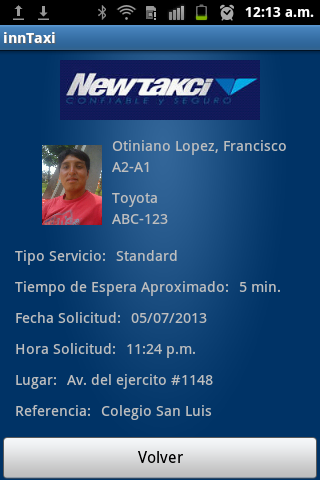 12:13 a.m.
innTaxi
Newtakci
CONFIABLE y SEGURO
Otiniano Lopez, Francisco
A2-A1
Toyota
ABC-123
Tipo Servicio: Standard
Tiempo de Espera Aproximado: 5 min.
Fecha Solicitud: 05/07/2013
Hora Solicitud: 11:24 p.m.
Lugar: Av. del ejercito #1148
Referencia: Colegio San Luis
Volver